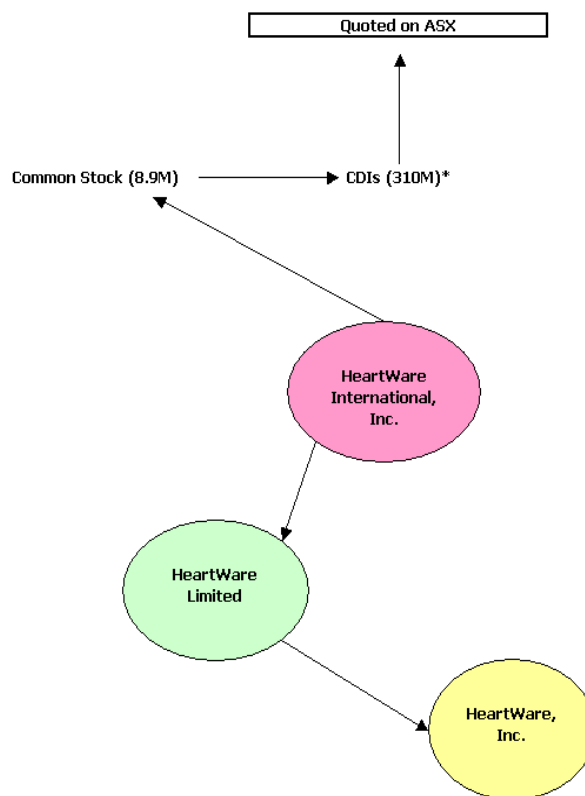 Quoted on ASX
Common Stock (8.9M)
CDIs (310M)*
HeartWare
International,
Inc.
HeartWare
Limited
HeartWare,
Inc.